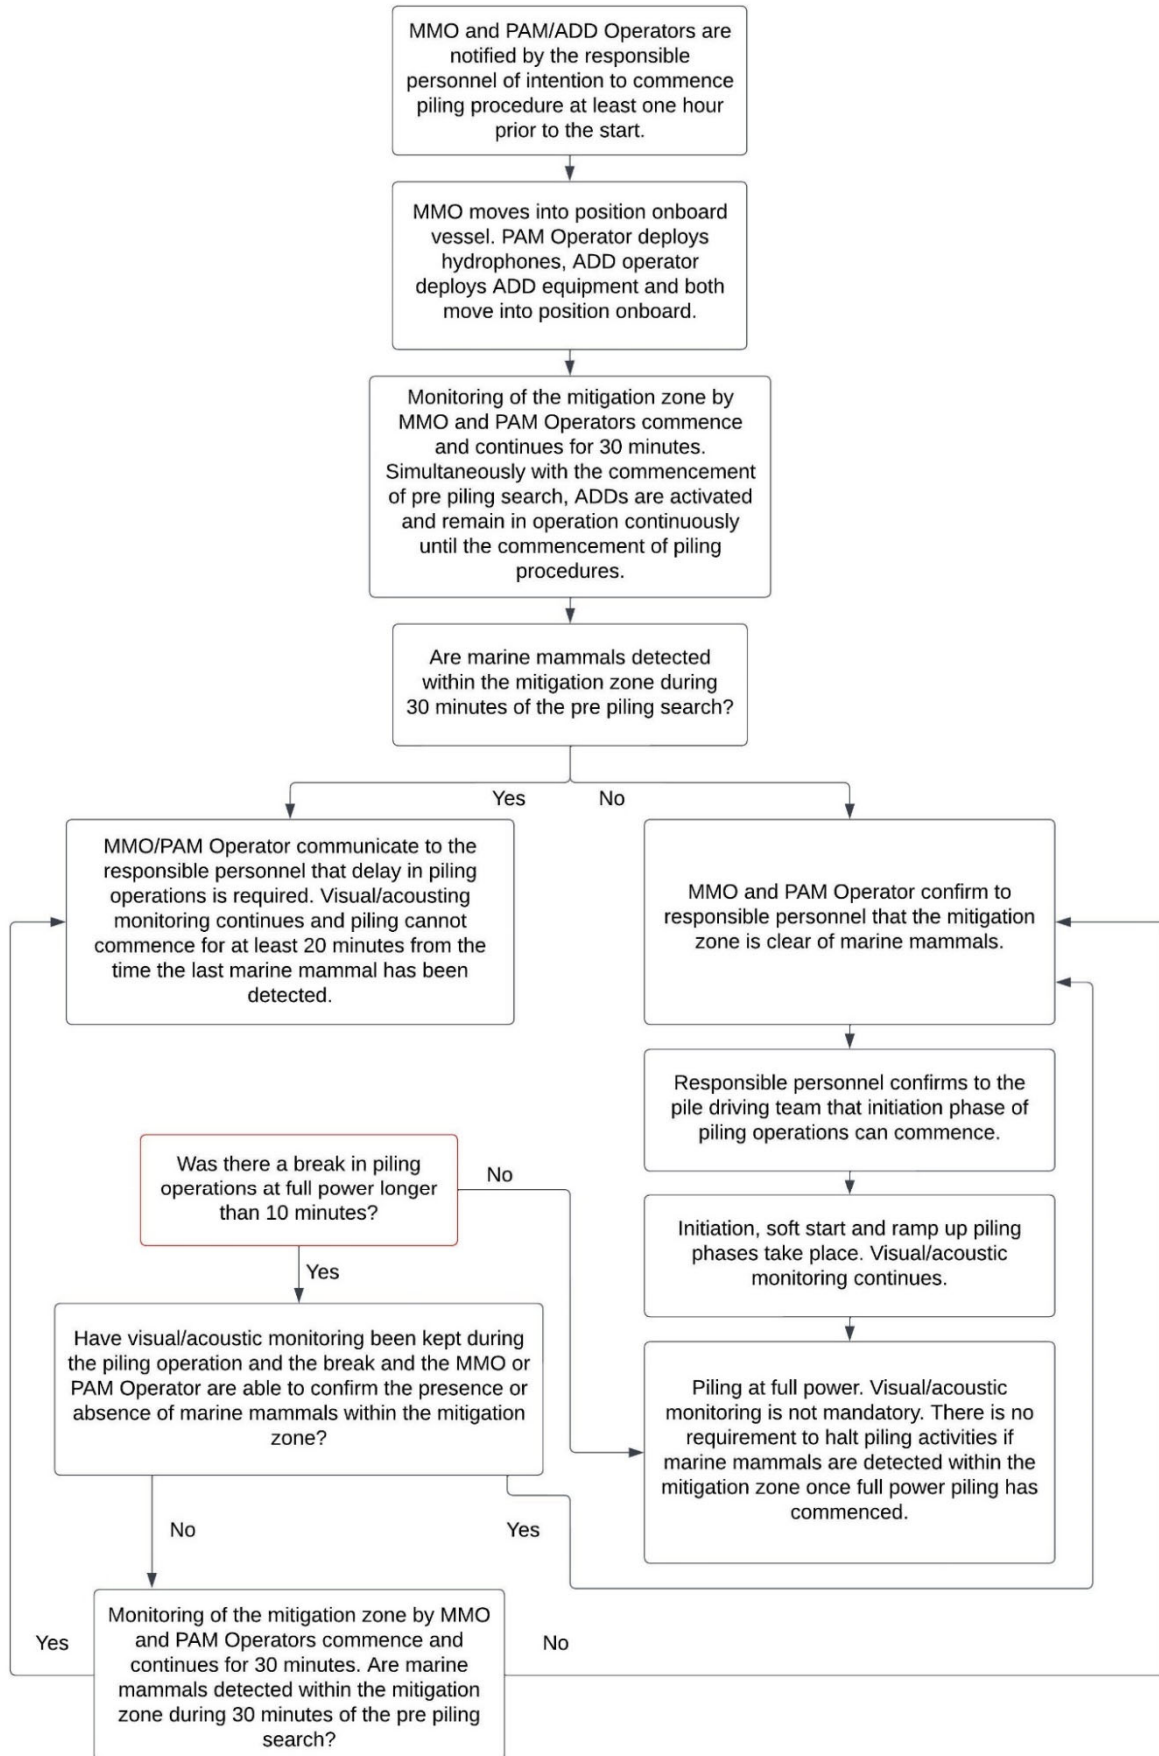 MMO and PAM/ADD Operators are
notified by the responsible
personnel of intention to commence
piling procedure at least one hour
prior to the start.
MMO moves into position onboard
vessel. PAM Operator deploys
hydrophones, ADD operator
deploys ADD equipment and both
move into position onboard.
Monitoring of the mitigation zone by
MMO and PAM Operators commence
and continues for 30 minutes.
Simultaneously with the commencement
of pre piling search, ADDs are activated
and remain in operation continuously
until the commencement of piling
procedures.
Are marine mammals detected
within the mitigation zone during
30 minutes of the pre piling search?
Yes
No
MMO/PAM Operator communicate to the
responsible personnel that delay in piling
operations is required. Visual/acousting
monitoring continues and piling cannot
commence for at least 20 minutes from the
time the last marine mammal has been
detected.
MMO and PAM Operator confirm to
responsible personnel that the mitigation
zone is clear of marine mammals.
Responsible personnel confirms to the
pile driving team that initiation phase of
piling operations can commence.
Was there a break in piling
operations at full power longer
than 10 minutes?
No
Yes
Initiation, soft start and ramp up piling
phases take place. Visual/acoustic
monitoring continues.
Have visual/acoustic monitoring been kept during
the piling operation and the break and the MMO or
PAM Operator are able to confirm the presence or
absence of marine mammals within the mitigation
zone?
Piling at full power. Visual/acoustic
monitoring is not mandatory. There is no
requirement to halt piling activities if
marine mammals are detected within the
mitigation zone once full power piling has
commenced.
No
Yes
Monitoring of the mitigation zone by MMO
and PAM Operators commence and
continues for 30 minutes. Are marine
mammals detected within the mitigation
zone during 30 minutes of the pre piling
search?
Yes
No